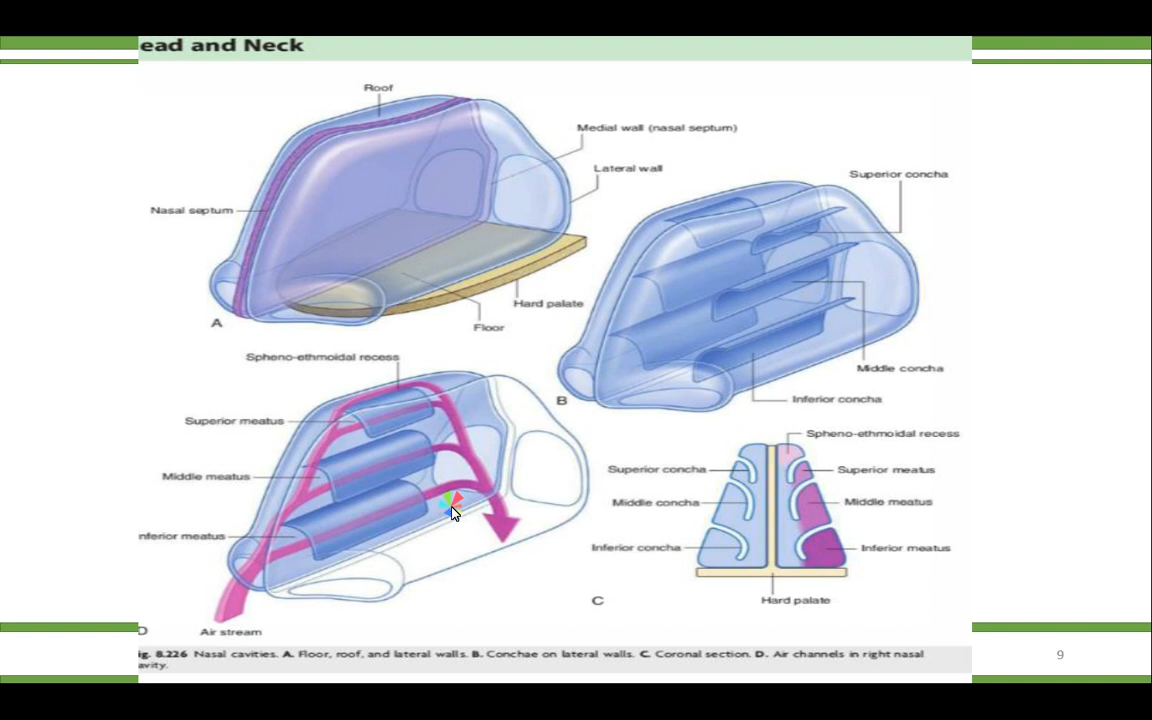 ead and Neck
Roof
Medial wall (nasal septum)
Lateral wall
Nasal septum
Hard palate
Floor
A
Superior concha
Middle concha
Inferior concha
B
Spheno-ethmoidal recess
Superior meatus
Middle meatus
nferior meatus
Air stream
D
Spheno-ethmoidal recess
Superior concha
Superior meatus
Middle concha
Middle meatus
Inferior concha
Inferior meatus
Hard palate
C
ig. 8.226 Nasal cavities. A. Floor, roof, and lateral walls. B. Conchae on lateral walls. C. Coronal section. D. Air channels in right nasal
avity.
9